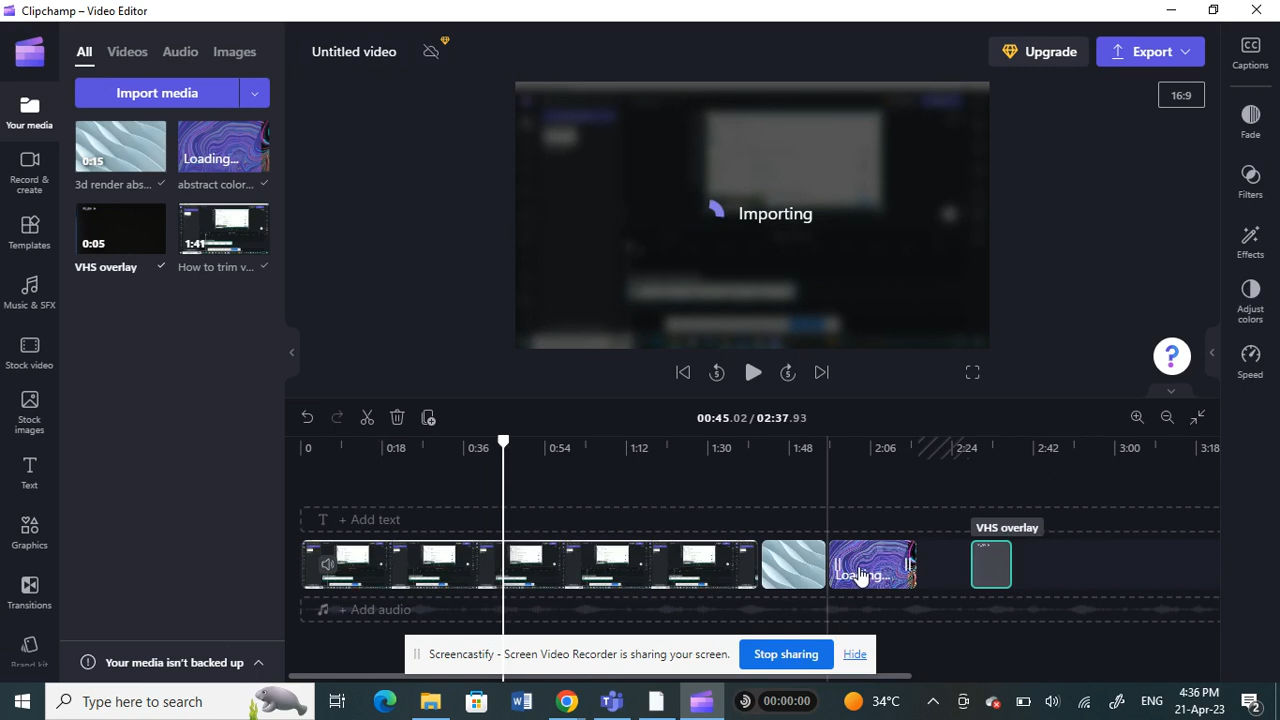 Clipchamp - Video Editor
All Videos Audio Images
Import media
Untitled video
Upgrade
Export
16:9
Captions
Fade
Filters
Effects
Adjust
colors
Speed
Your media
Record &
create
Templates
Music & SFX
Stock video
Stock
images
Text
Graphics
Transitions
Brand kit
0:15
3d render abs...
Loading...
abstract color...
0:05
VHS overlay
1:41
How to trim v...
Importing
5
5
?
00:45.02 / 02:37.93
0 0:18 0:36 0:54 1:12 1:30 1:48 2:06 2:24 2:42 3:00 3:18
T + Add text
VHS overlay
Loading...
+ Add audio
Your media isn't backed up
Screencastify - Screen Video Recorder is sharing your screen.
Stop sharing
Hide
Type here to search
00:00:00
34°C
ENG
4:36 PM
21-Apr-23
2